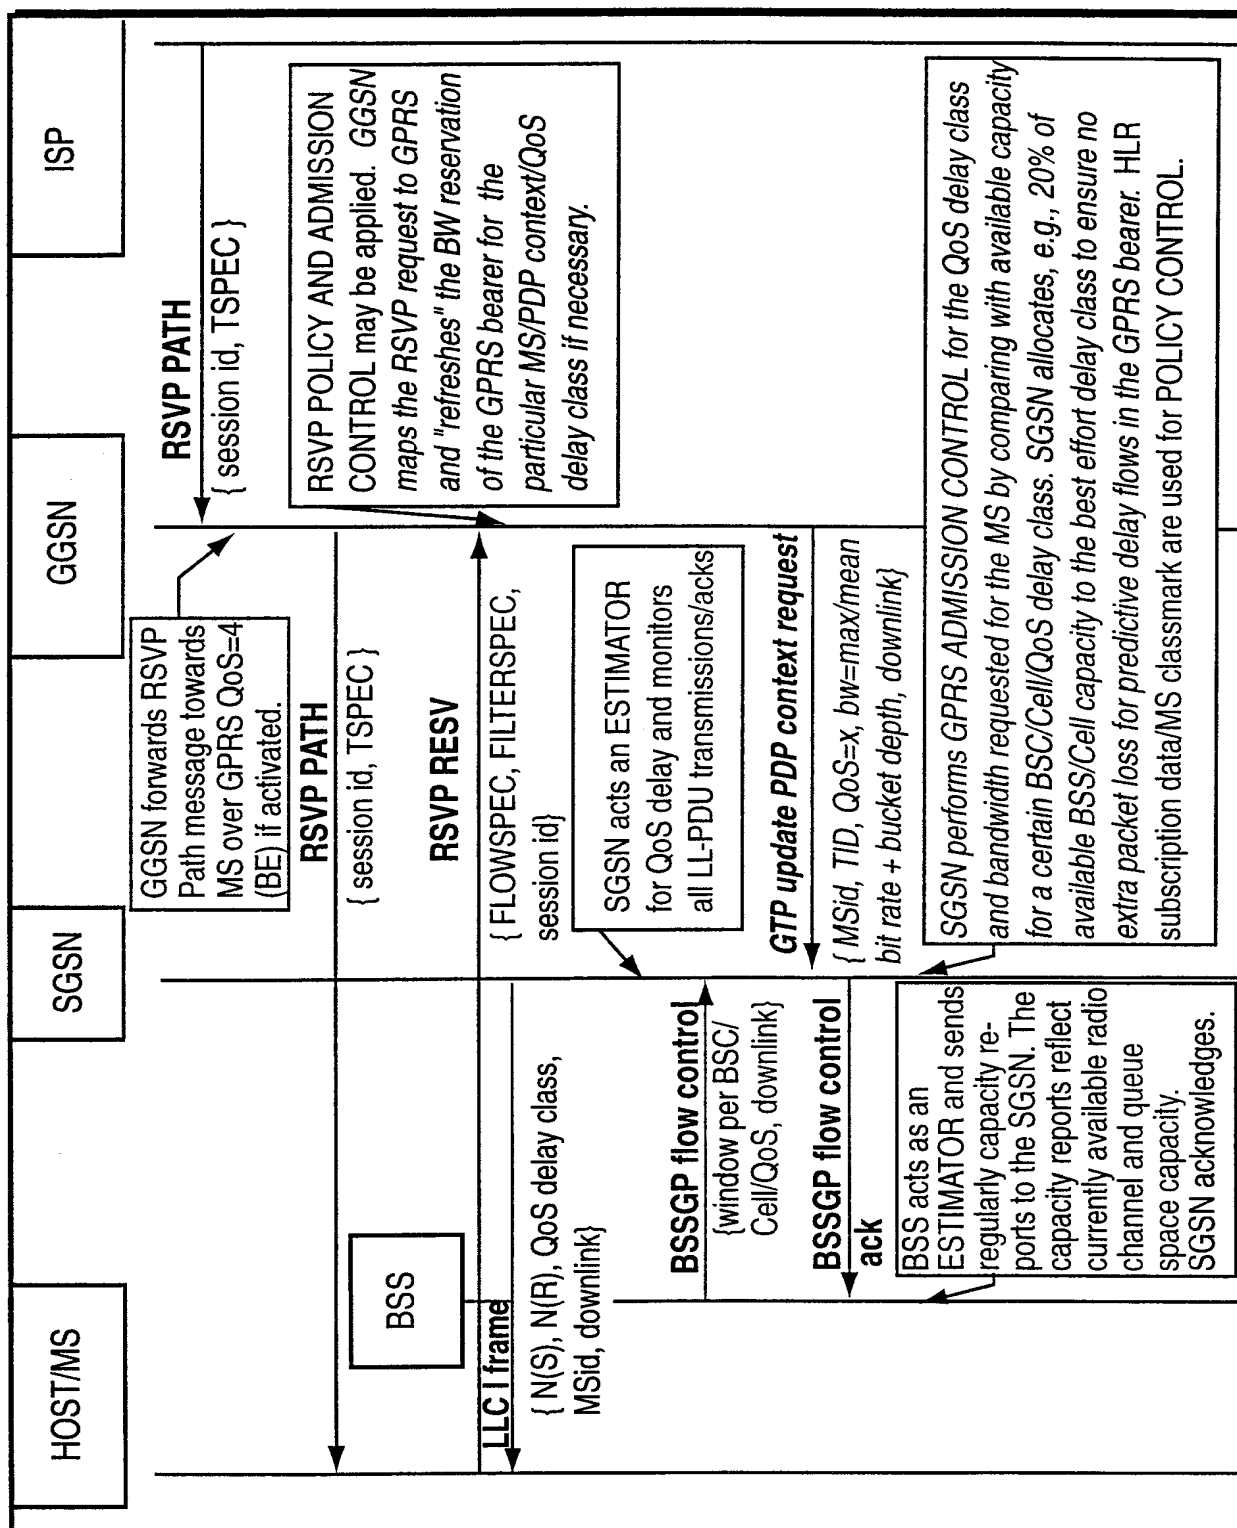 HOST/MS
SGSN
GGSN
ISP
RSVP PATH
{ session id, TSPEC }
GGSN forwards RSVP
Path message towards
MS over GPRS QoS=4
(BE) if activated.
RSVP POLICY AND ADMISSION
CONTROL may be applied. GGSN
maps the RSVP request to GPRS
and "refreshes" the BW reservation
of the GPRS bearer for the
particular MS/PDP context/QoS
delay class if necessary.
RSVP PATH
{ session id, TSPEC }
BSS
RSVP RESV
{ FLOWSPEC, FILTERSPEC,
session id}
LLC I frame
{ N(S), N(R), QoS delay class,
MSid, downlink}
SGSN acts an ESTIMATOR
for QoS delay and monitors
all LL-PDU transmissions/acks
BSSGP flow control
{window per BSC/
Cell/QoS, downlink}
GTP update PDP context request
{ MSid, TID, QoS=x, bw=max/mean
bit rate + bucket depth, downlink}
BSSGP flow control
ack
BSS acts as an
ESTIMATOR and sends
regularly capacity re-
ports to the SGSN. The
capacity reports reflect
currently available radio
channel and queue
space capacity.
SGSN acknowledges.
SGSN performs GPRS ADMISSION CONTROL for the QoS delay class
and bandwidth requested for the MS by comparing with available capacity
for a certain BSC/Cell/QoS delay class. SGSN allocates, e.g., 20% of
available BSS/Cell capacity to the best effort delay class to ensure no
extra packet loss for predictive delay flows in the GPRS bearer. HLR
subscription data/MS classmark are used for POLICY CONTROL.